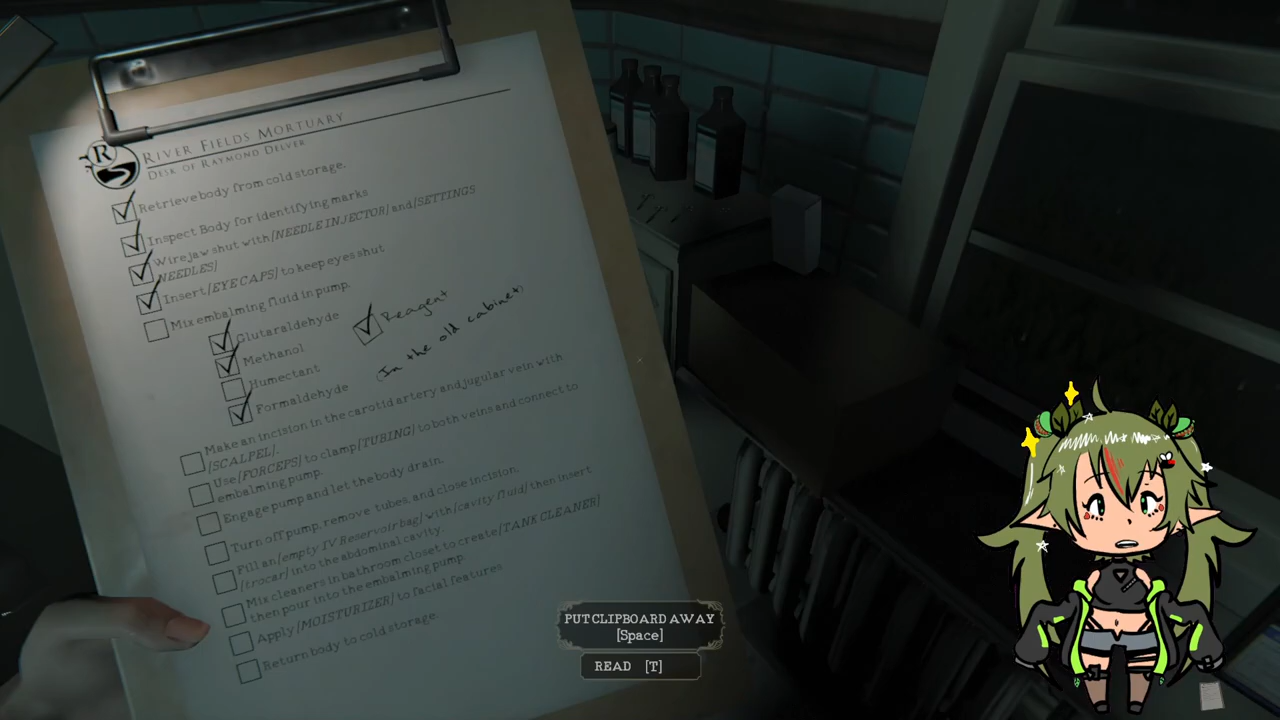 RIVER FIELDS MORTUARY
DESK OF RAYMOND DELVER
R
Retrieve body from cold storage.
Inspect Body for identifying marks
Wire jaw shut with [NEEDLE INJECTOR] and [SETTINGS
NEEDLES]
Insert [EYE CAPS] to keep eyes shut
Mix embalming fluid in pump.
Glutaraldehyde
Reagent
Methanol
(In the old cabinet)
Humectant
Formaldehyde
Make an incision in the carotid artery and jugular vein with
[SCALPEL].
Use [FORCEPS] to clamp [TUBING] to both veins and connect to
embalming pump.
Engage pump and let the body drain.
Turn off pump, remove tubes, and close incision.
Fill an [empty IV Reservoir bag] with [cavity fluid] then insert
[trocar] into the abdominal cavity.
Mix cleaners in bathroom closet to create [TANK CLEANER]
then pour into the embalming pump.
Apply [MOISTURIZER] to facial features
Return body to cold storage.
PUT CLIPBOARD AWAY
[Space]
READ [T]